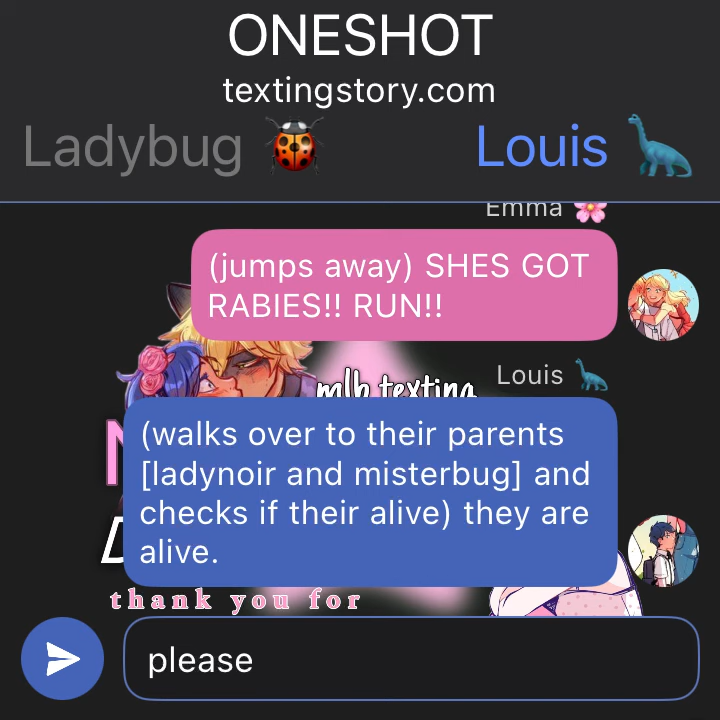 ONESHOT
textingstory.com
Ladybug 🐞
Louis 🦕
Emma 🌸
(jumps away) SHES GOT
RABIES!! RUN!!
Louis 🦕
mlb texting
(walks over to their parents
[ladynoir and misterbug] and
checks if their alive) they are
alive.
thank you for
please